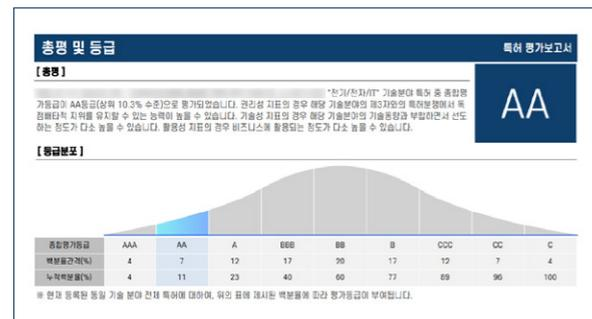 총평 및 등급
특허 평가보고서
[ 총평 ]
"전기/전자/IT" 기술분야 특허 중 종합평
가등급이 AA등급(상위 10.3% 수준)으로 평가되었습니다. 권리성 지표의 경우 해당 기술분야의 제3자와의 특허분쟁에서 독
점배타적 지위를 유지할 수 있는 능력이 높을 수 있습니다. 기술성 지표의 경우 해당 기술분야의 기술동향과 부합하면서 선도
하는 정도가 다소 높을 수 있습니다. 활용성 지표의 경우 비즈니스에 활용되는 정도가 다소 높을 수 있습니다.
AA
[ 등급분포 ]
종합평가등급 AAA AA A BBB BB B CCC CC C
백분율간격(%) 4 7 12 17 20 17 12 7 4
누적백분율(%) 4 11 23 40 60 77 89 96 100
※ 현재 등록된 동일 기술 분야 전체 특허에 대하여, 위의 표에 제시된 백분율에 따라 평가등급이 부여됩니다.